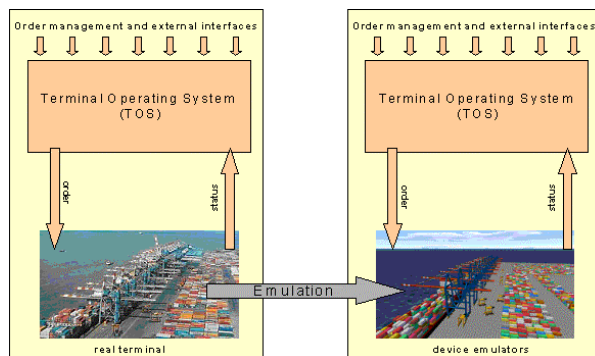 Order management and external interfaces
Terminal Operating System
(TOS)
order
status
real terminal
Emulation
Order management and external interfaces
Terminal Operating System
(TOS)
order
status
device emulators